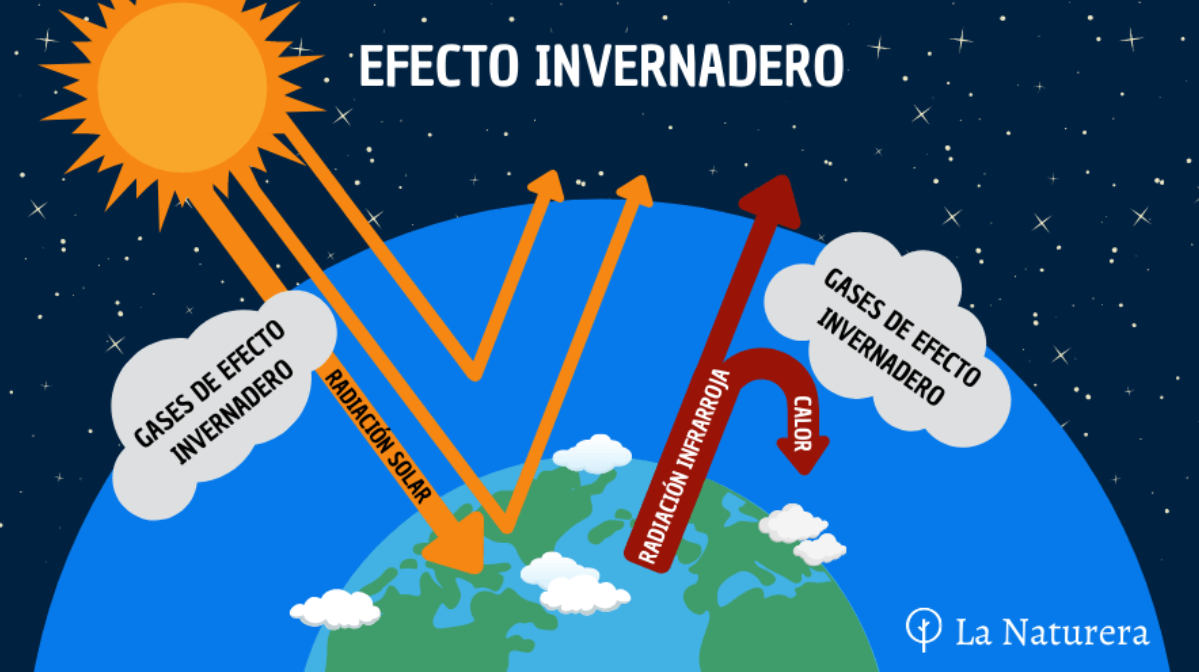 EFECTO INVERNADERO
GASES DE EFECTO
INVERNADERO
RADIACIÓN SOLAR
RADIACIÓN INFRARROJA
CALOR
GASES DE EFECTO
INVERNADERO
La Naturera